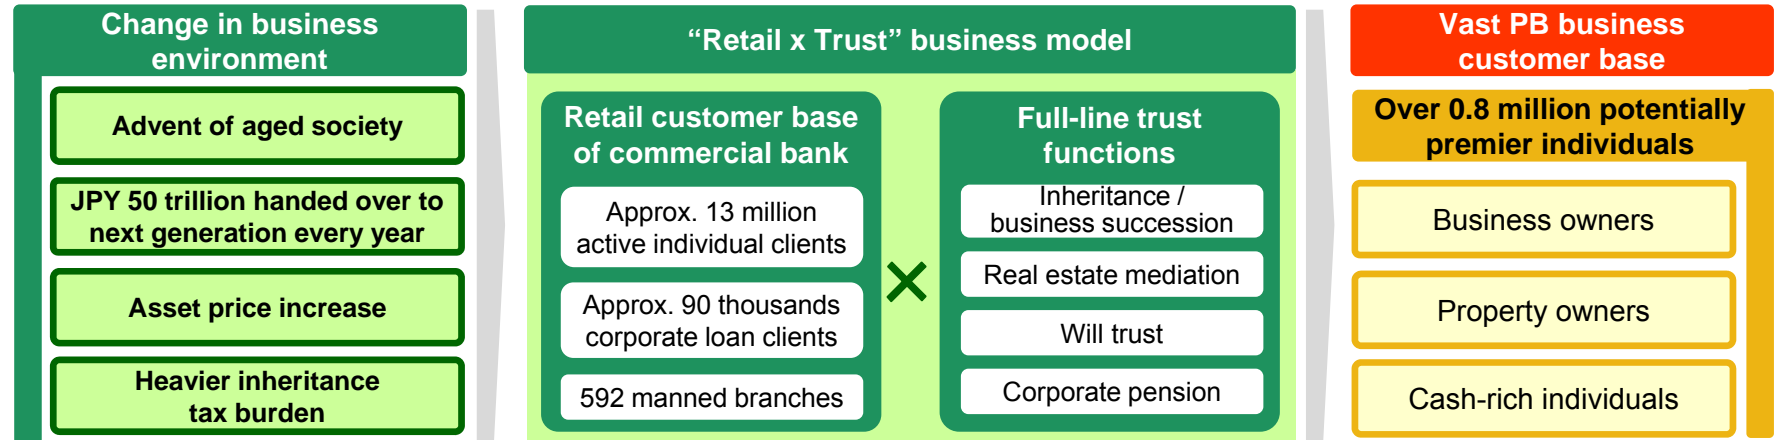 Change in business
environment
Advent of aged society
JPY 50 trillion handed over to
next generation every year
Asset price increase
Heavier inheritance
tax burden
“Retail x Trust” business model
Retail customer base
of commercial bank
Approx. 13 million
active individual clients
Approx. 90 thousands
corporate loan clients
592 manned branches
×
Full-line trust
functions
Inheritance /
business succession
Real estate mediation
Will trust
Corporate pension
Vast PB business
customer base
Over 0.8 million potentially
premier individuals
Business owners
Property owners
Cash-rich individuals